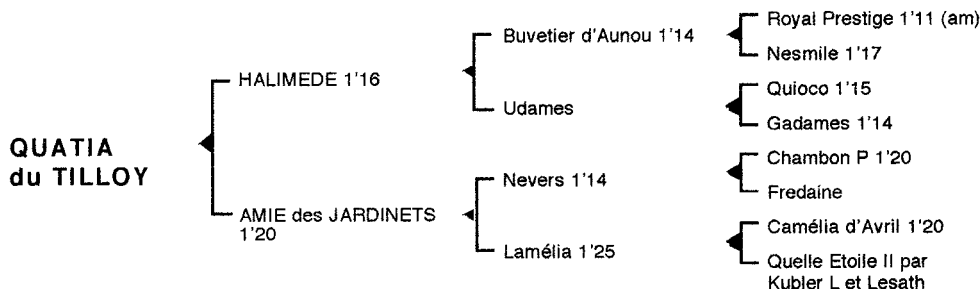 QUATIA
du TILLOY
HALIMEDE 1'16
AMIE des JARDINETS
1'20
Buvetier d'Aunou 1'14
Udames
Nevers 1'14
Lamélia 1'25
Royal Prestige 1'11 (am)
Nesmile 1'17
Quioco 1'15
Gadames 1'14
Chambon P 1'20
Fredaine
Camélia d'Avril 1'20
Quelle Etoile II par
Kubler L et Lesath